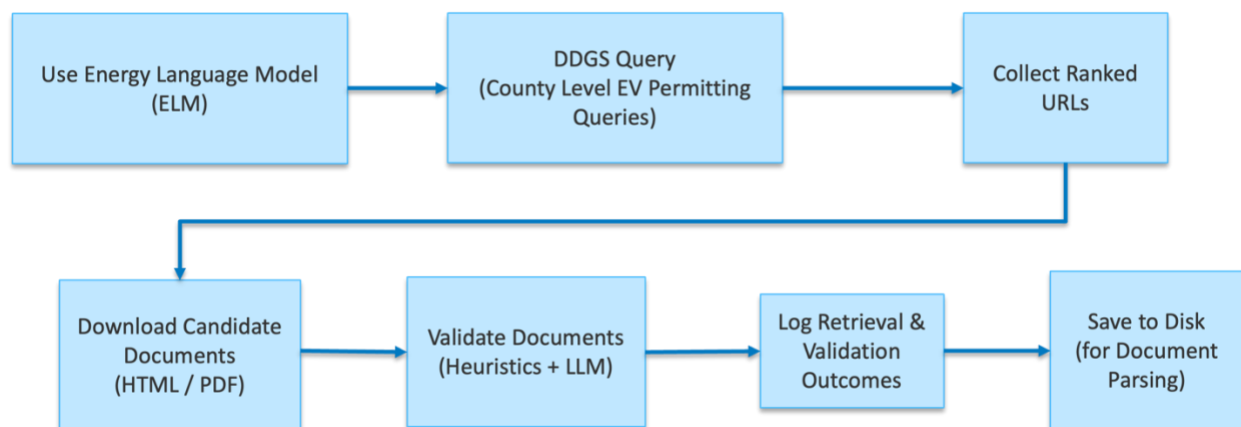 Use Energy Language Model
(ELM)
DDGS Query
(County Level EV Permitting
Queries)
Collect Ranked
URLs
Download Candidate
Documents
(HTML / PDF)
Validate Documents
(Heuristics + LLM)
Log Retrieval &
Validation
Outcomes
Save to Disk
(for Document
Parsing)